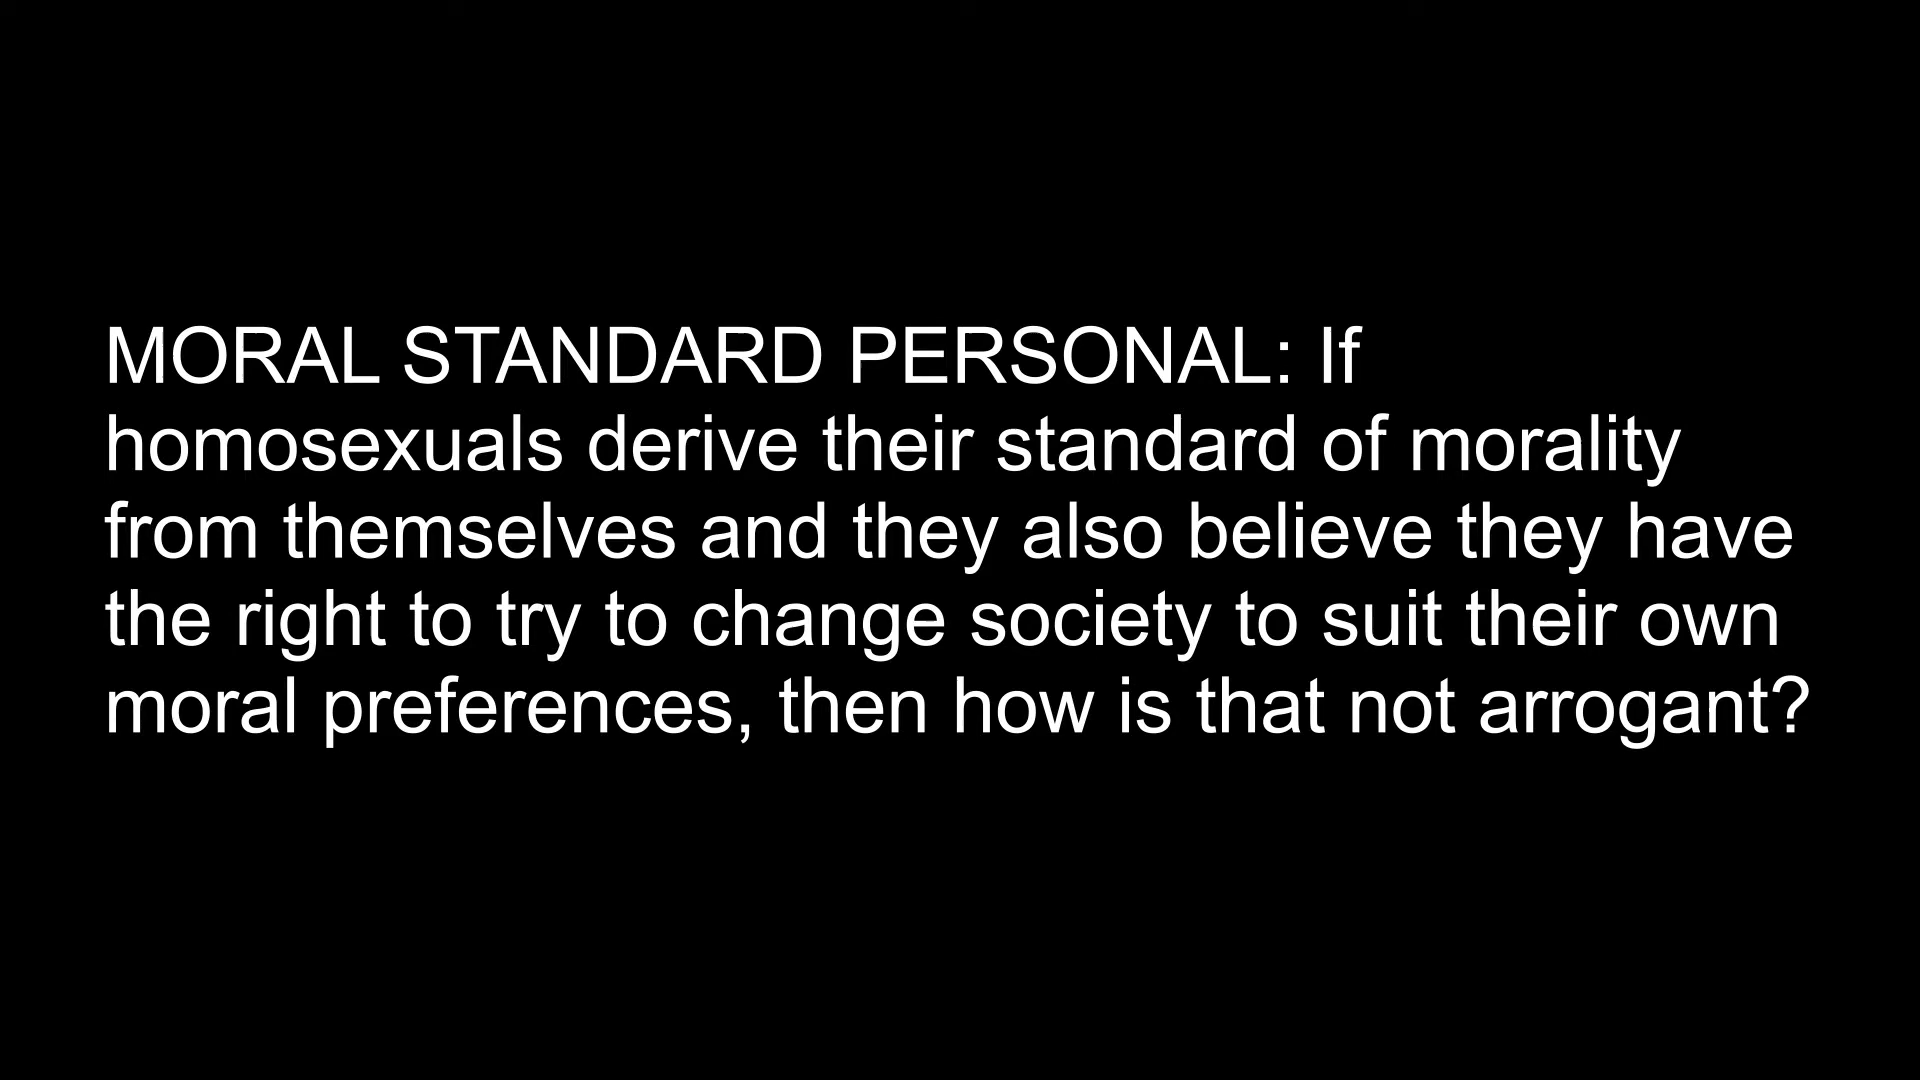 MORAL STANDARD PERSONAL: If
homosexuals derive their standard of morality
from themselves and they also believe they have
the right to try to change society to suit their own
moral preferences, then how is that not arrogant?